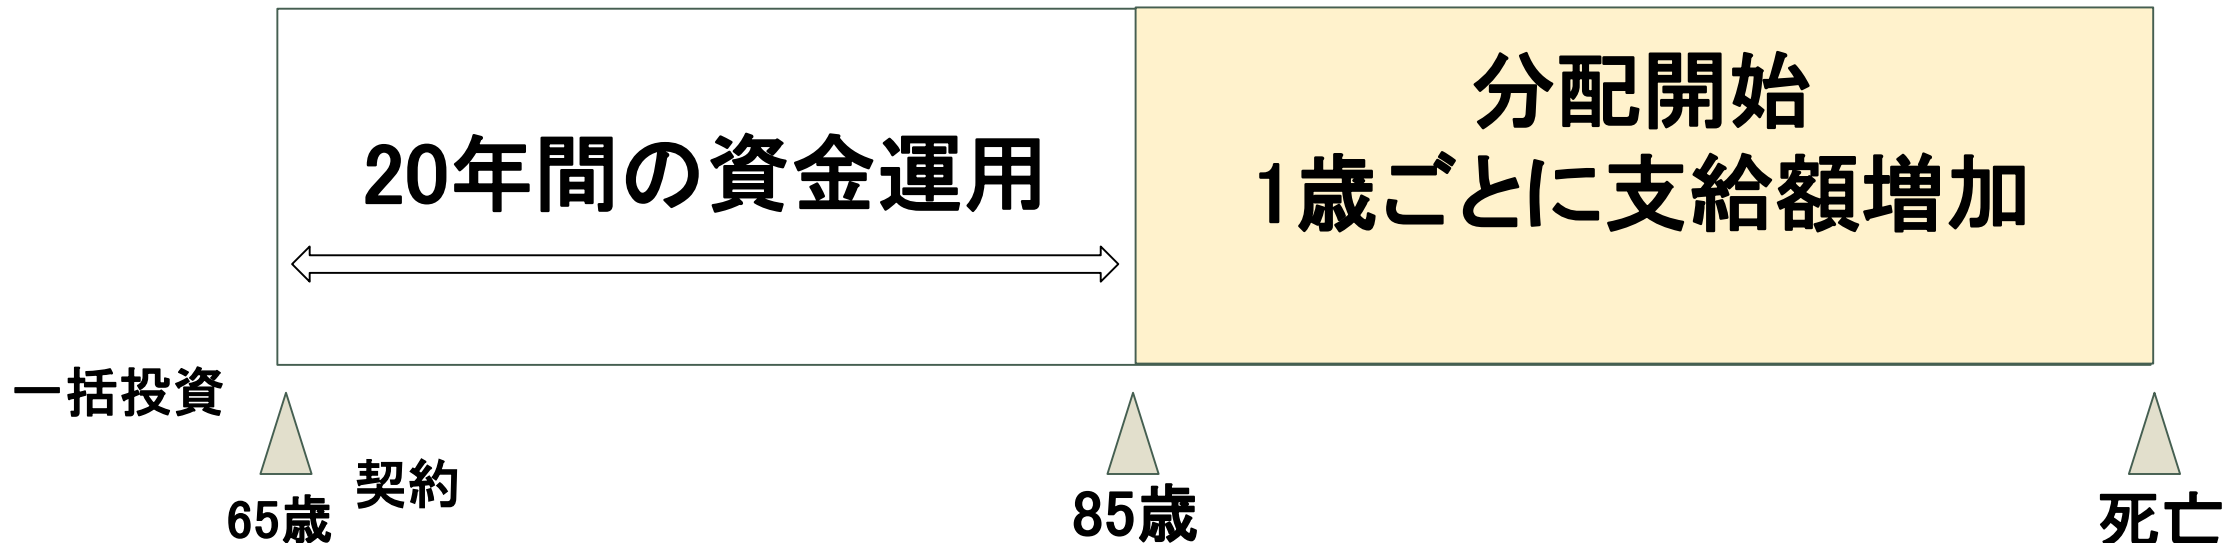 20年間の資金運用
分配開始
1歳ごとに支給額増加
一括投資
契約
65歳
85歳
死亡